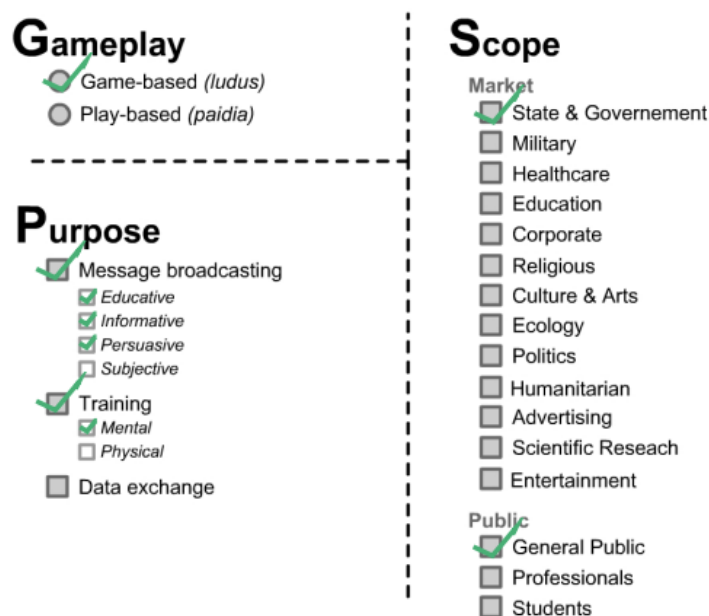 Gameplay
Game-based (ludus)
Play-based (paidia)
Purpose
Message broadcasting
Educative
Informative
Persuasive
Subjective
Training
Mental
Physical
Data exchange
Scope
Market
State & Governement
Military
Healthcare
Education
Corporate
Religious
Culture & Arts
Ecology
Politics
Humanitarian
Advertising
Scientific Reseach
Entertainment
Public
General Public
Professionals
Students